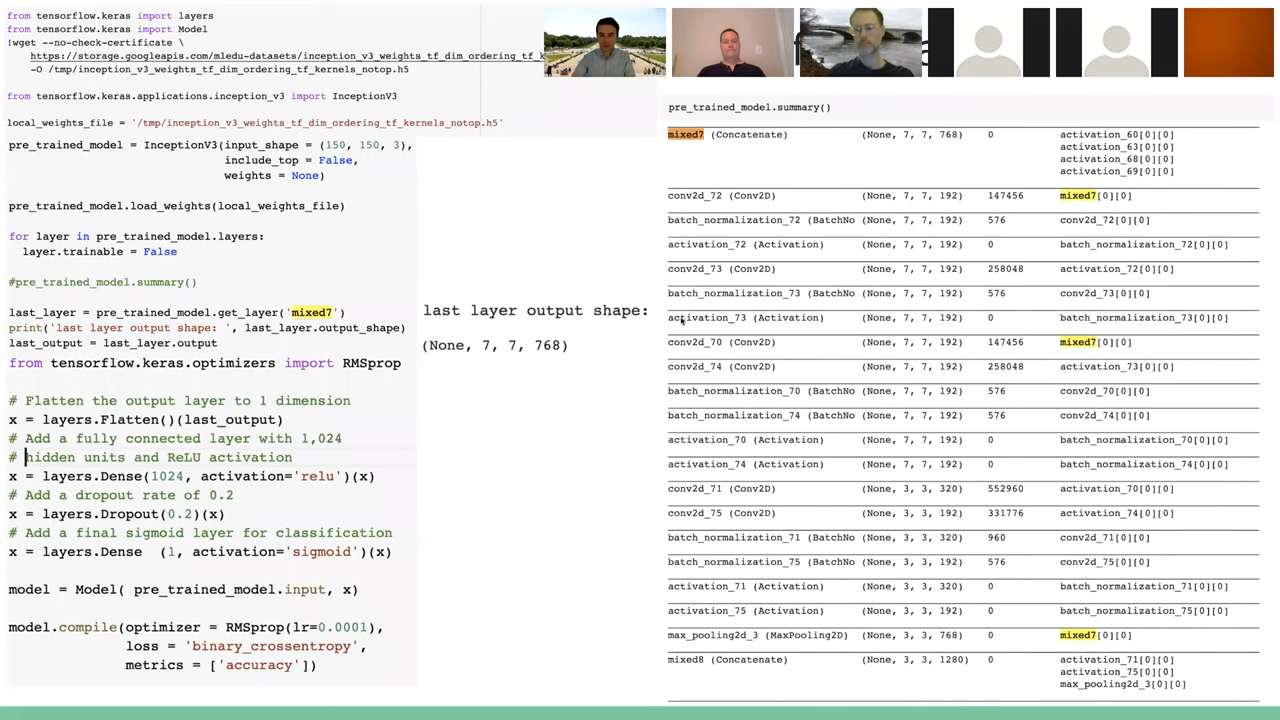 from tensorflow.keras import layers
from tensorflow.keras import Model
!wget --no-check-certificate \
https://storage.googleapis.com/mledu-datasets/inception_v3_weights_tf_dim_ordering_tf_k
-O /tmp/inception_v3_weights_tf_dim_ordering_tf_kernels_notop.h5
from tensorflow.keras.applications.inception_v3 import InceptionV3
local_weights_file = '/tmp/inception_v3_weights_tf_dim_ordering_tf_kernels_notop.h5'
pre_trained_model = InceptionV3(input_shape = (150, 150, 3),
include_top = False,
weights = None)
pre_trained_model.load_weights(local_weights_file)
for layer in pre_trained_model.layers:
layer.trainable = False
#pre_trained_model.summary()
last_layer = pre_trained_model.get_layer('mixed7')
print('last layer output shape: ', last_layer.output_shape)
last_output = last_layer.output
from tensorflow.keras.optimizers import RMSprop
# Flatten the output layer to 1 dimension
x = layers.Flatten()(last_output)
# Add a fully connected layer with 1,024
# hidden units and ReLU activation
x = layers.Dense(1024, activation='relu')(x)
# Add a dropout rate of 0.2
x = layers.Dropout(0.2)(x)
# Add a final sigmoid layer for classification
x = layers.Dense  (1, activation='sigmoid')(x)
model = Model( pre_trained_model.input, x)
model.compile(optimizer = RMSprop(lr=0.0001),
loss = 'binary_crossentropy',
metrics = ['accuracy'])
last layer output shape:
(None, 7, 7, 768)
pre_trained_model.summary()
mixed7 (Concatenate) (None, 7, 7, 768) 0 activation_60[0][0]
activation_63[0][0]
activation_68[0][0]
activation_69[0][0]
conv2d_72 (Conv2D) (None, 7, 7, 192) 147456 mixed7[0][0]
batch_normalization_72 (BatchNo (None, 7, 7, 192) 576 conv2d_72[0][0]
activation_72 (Activation) (None, 7, 7, 192) 0 batch_normalization_72[0][0]
conv2d_73 (Conv2D) (None, 7, 7, 192) 258048 activation_72[0][0]
batch_normalization_73 (BatchNo (None, 7, 7, 192) 576 conv2d_73[0][0]
activation_73 (Activation) (None, 7, 7, 192) 0 batch_normalization_73[0][0]
conv2d_70 (Conv2D) (None, 7, 7, 192) 147456 mixed7[0][0]
conv2d_74 (Conv2D) (None, 7, 7, 192) 258048 activation_73[0][0]
batch_normalization_70 (BatchNo (None, 7, 7, 192) 576 conv2d_70[0][0]
batch_normalization_74 (BatchNo (None, 7, 7, 192) 576 conv2d_74[0][0]
activation_70 (Activation) (None, 7, 7, 192) 0 batch_normalization_70[0][0]
activation_74 (Activation) (None, 7, 7, 192) 0 batch_normalization_74[0][0]
conv2d_71 (Conv2D) (None, 3, 3, 320) 552960 activation_70[0][0]
conv2d_75 (Conv2D) (None, 3, 3, 192) 331776 activation_74[0][0]
batch_normalization_71 (BatchNo (None, 3, 3, 320) 960 conv2d_71[0][0]
batch_normalization_75 (BatchNo (None, 3, 3, 192) 576 conv2d_75[0][0]
activation_71 (Activation) (None, 3, 3, 320) 0 batch_normalization_71[0][0]
activation_75 (Activation) (None, 3, 3, 192) 0 batch_normalization_75[0][0]
max_pooling2d_3 (MaxPooling2D) (None, 3, 3, 768) 0 mixed7[0][0]
mixed8 (Concatenate) (None, 3, 3, 1280) 0 activation_71[0][0]
activation_75[0][0]
max_pooling2d_3[0][0]